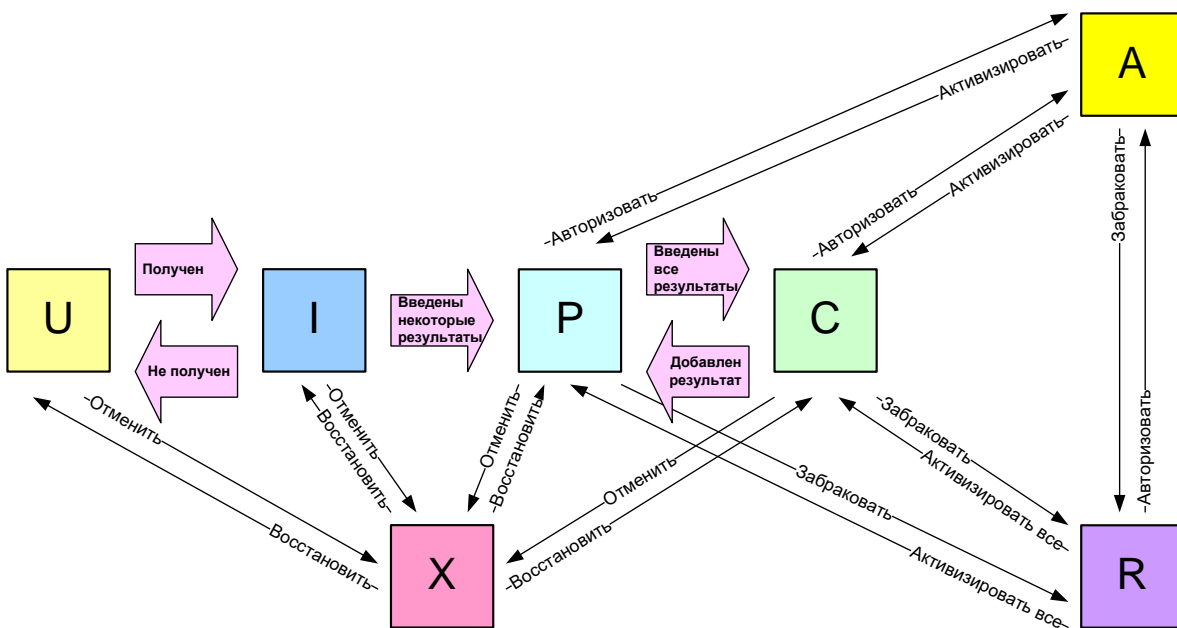 A
Активизировать
Авторизовать
Активизировать
Авторизовать
Забраковать
Авторизовать
U
Получен
Не получен
I
Введены
некоторые
результаты
P
Введены
все
результаты
Добавлен
результат
C
Отменить
Восстановить
Отменить
Восстановить
Отменить
Восстановить
Отменить
Восстановить
Забраковать
Активизировать все
Забраковать
Активизировать все
X
R